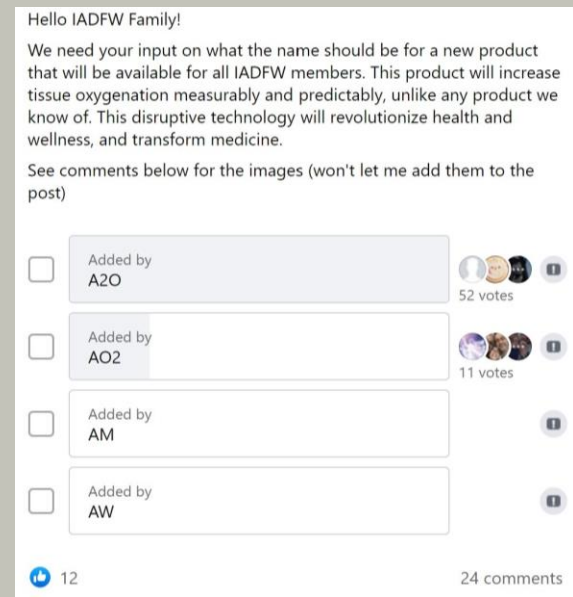 Hello IADFW Family!
We need your input on what the name should be for a new product
that will be available for all IADFW members. This product will increase
tissue oxygenation measurably and predictably, unlike any product we
know of. This disruptive technology will revolutionize health and
wellness, and transform medicine.
See comments below for the images (won't let me add them to the
post)
Added by
A2O
52 votes
Added by
AO2
11 votes
Added by
AM
Added by
AW
12
24 comments